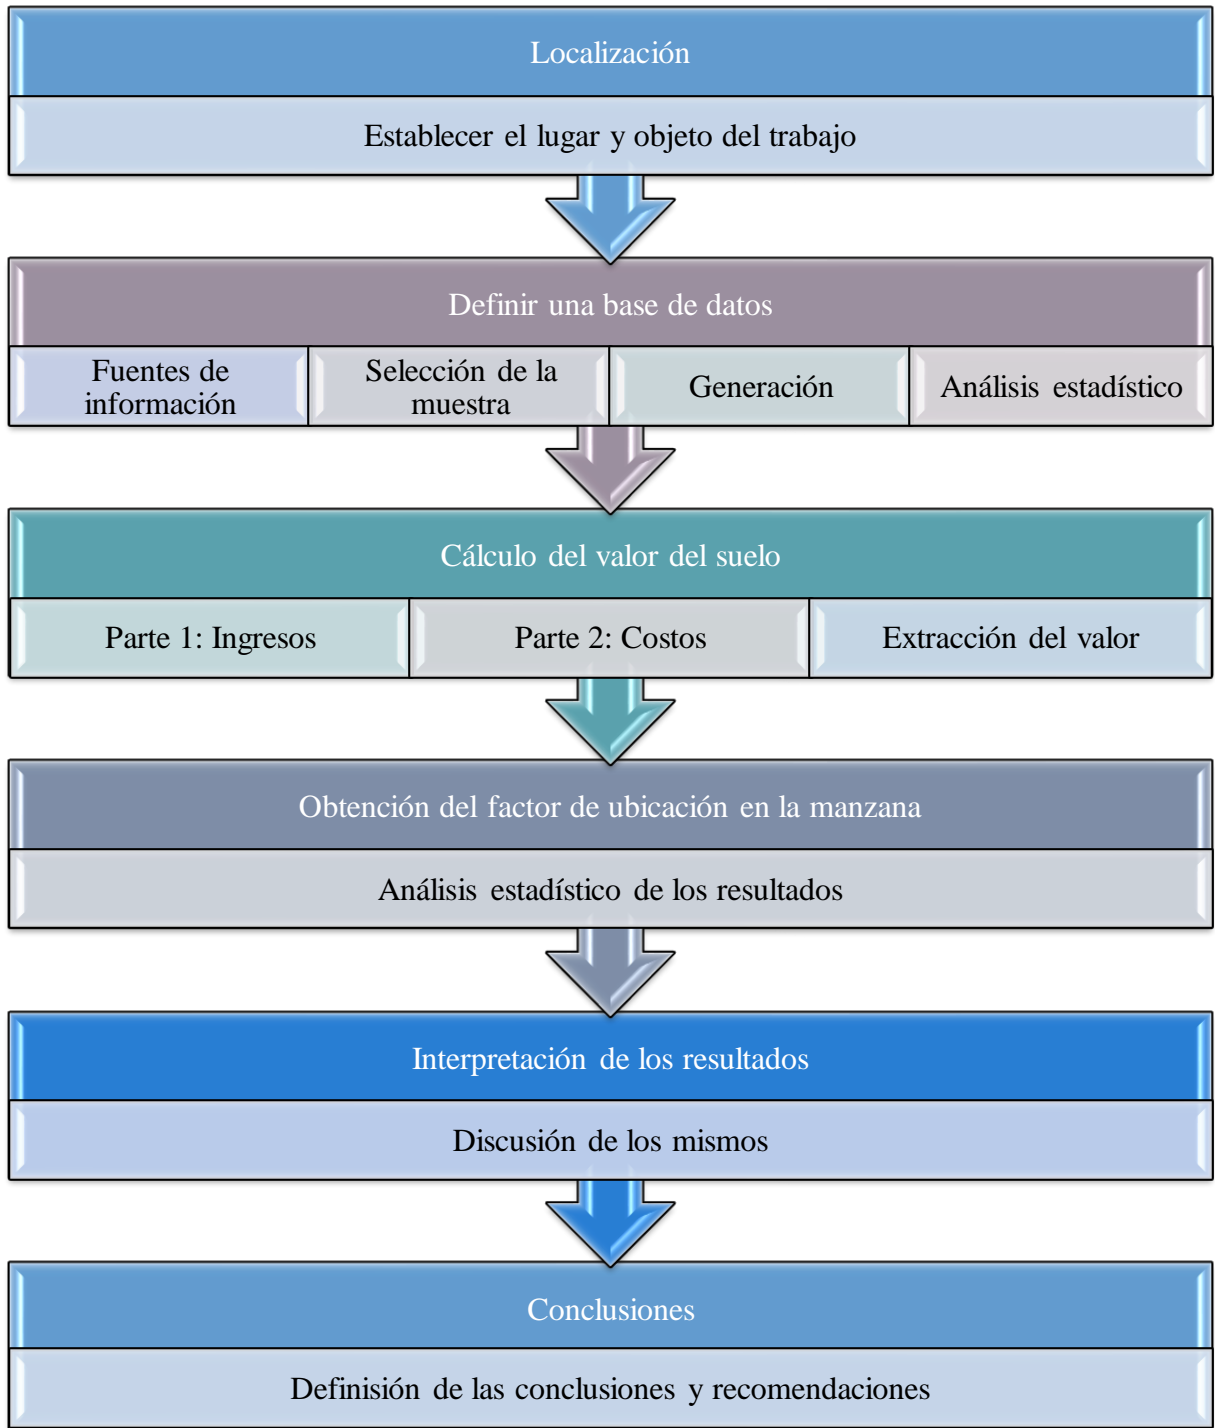 Localización
Establecer el lugar y objeto del trabajo
Definir una base de datos
Fuentes de
información
Selección de la
muestra
Generación
Análisis estadístico
Cálculo del valor del suelo
Parte 1: Ingresos
Parte 2: Costos
Extracción del valor
Obtención del factor de ubicación en la manzana
Análisis estadístico de los resultados
Interpretación de los resultados
Discusión de los mismos
Conclusiones
Definisión de las conclusiones y recomendaciones